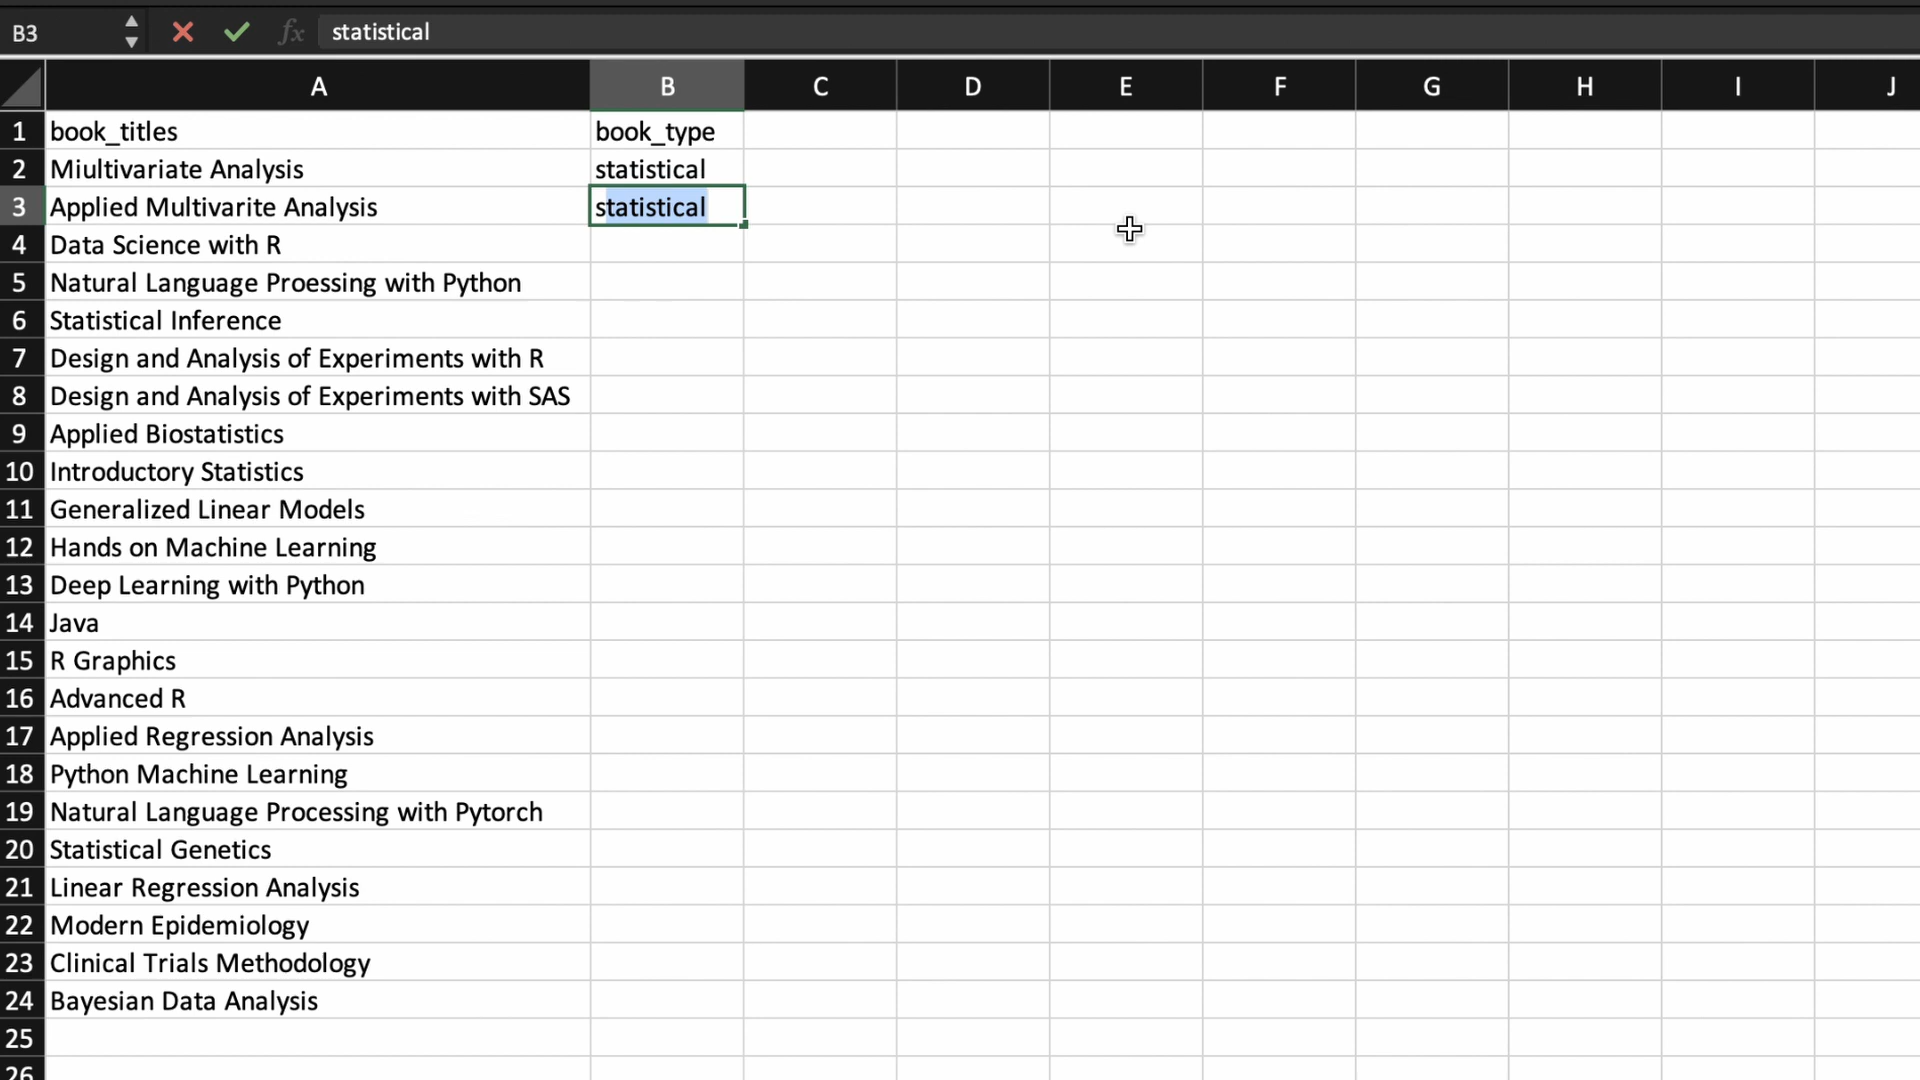 B3 fx statistical
A B C D E F G H I J
1 book_titles book_type
2 Miultivariate Analysis statistical
3 Applied Multivarite Analysis statistical
4 Data Science with R
5 Natural Language Proessing with Python
6 Statistical Inference
7 Design and Analysis of Experiments with R
8 Design and Analysis of Experiments with SAS
9 Applied Biostatistics
10 Introductory Statistics
11 Generalized Linear Models
12 Hands on Machine Learning
13 Deep Learning with Python
14 Java
15 R Graphics
16 Advanced R
17 Applied Regression Analysis
18 Python Machine Learning
19 Natural Language Processing with Pytorch
20 Statistical Genetics
21 Linear Regression Analysis
22 Modern Epidemiology
23 Clinical Trials Methodology
24 Bayesian Data Analysis
25
26